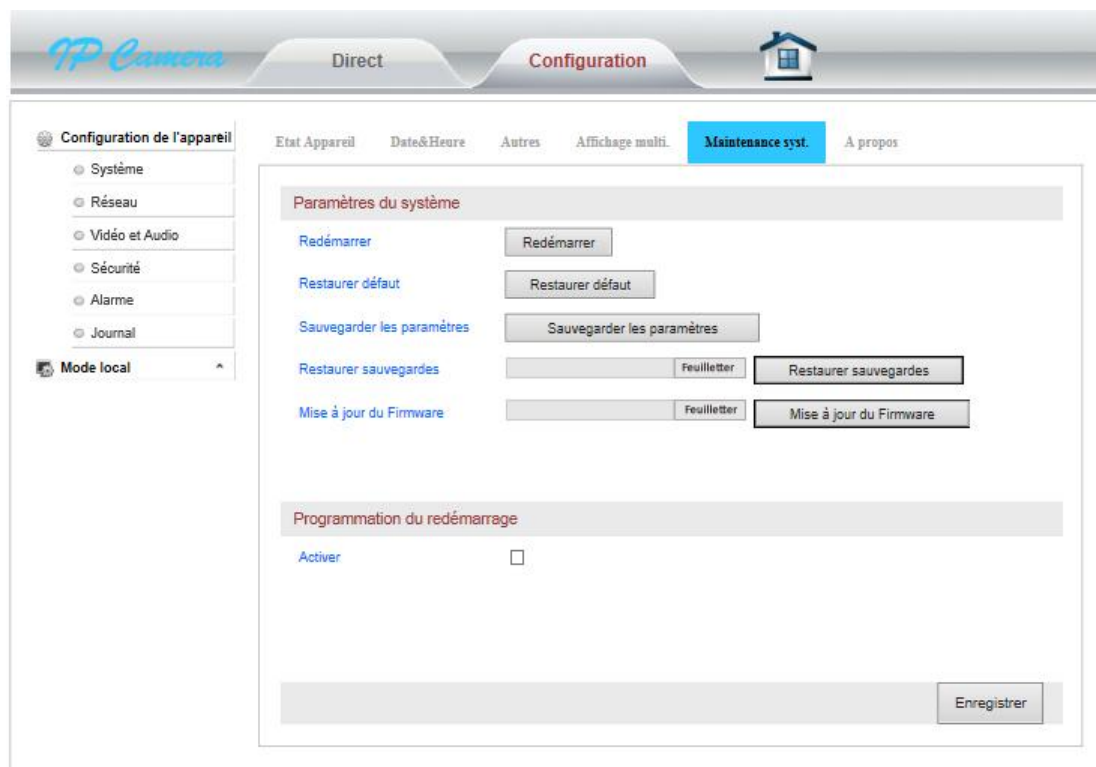 IP Camera
Direct
Configuration
Configuration de l'appareil
Système
Réseau
Vidéo et Audio
Sécurité
Alarme
Journal
Mode local
Etat Appareil
Date&Heure
Autres
Affichage multi.
Maintenance syst.
A propos
Paramètres du système
Redémarrer
Redémarrer
Restaurer défaut
Restaurer défaut
Sauvegarder les paramètres
Sauvegarder les paramètres
Restaurer sauvegardes
Feuilletter
Restaurer sauvegardes
Mise à jour du Firmware
Feuilletter
Mise à jour du Firmware
Programmation du redémarrage
Activer
Enregistrer